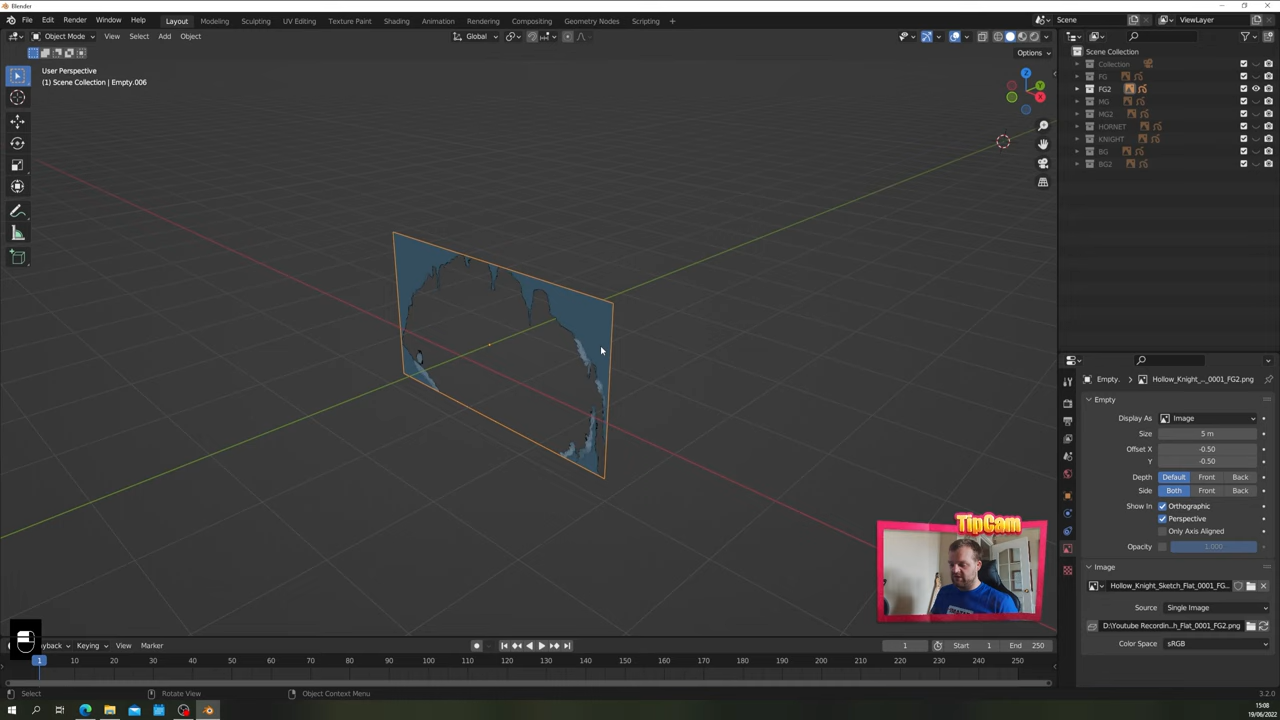 Blender
File Edit Render Window Help Layout Modeling Sculpting UV Editing Texture Paint Shading Animation Rendering Compositing Geometry Nodes Scripting + Scene ViewLayer
Object Mode View Select Add Object Global
Options
User Perspective
(1) Scene Collection | Empty.006
Z
Y
X
Scene Collection
Collection
FG
FG2
MG
MG2
HORNET
KNIGHT
BG
BG2
Empty. Hollow_Knight_..._0001_FG2.png
Empty
Display As Image
Size 5 m
Offset X -0.50
Y -0.50
Depth Default Front Back
Side Both Front Back
Show In Orthographic
Perspective
Only Axis Aligned
Opacity 1.000
Image
Hollow_Knight_Sketch_Flat_0001_FG...
Source Single Image
D:\Youtube Recordin...h_Flat_0001_FG2.png
Color Space sRGB
TipCam
yback Keying View Marker 1 Start 1 End 250
1 10 20 30 40 50 60 70 80 90 100 110 120 130 140 150 160 170 180 190 200 210 220 230 240 250
Select Rotate View Object Context Menu 3.2.0
15:08
19/06/2022